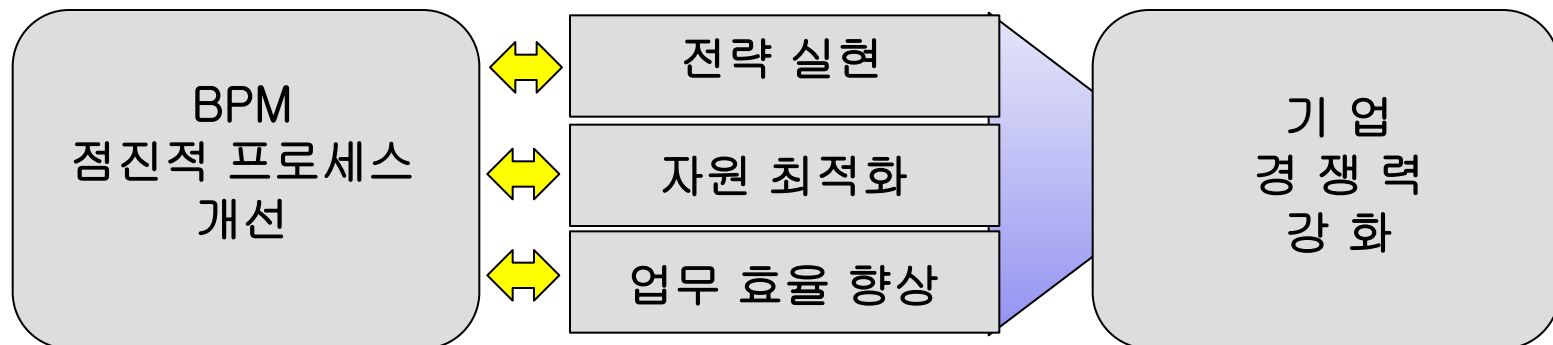 BPM
점진적 프로세스
개선
전략 실현
자원 최적화
업무 효율 향상
기 업
경 쟁 력
강 화